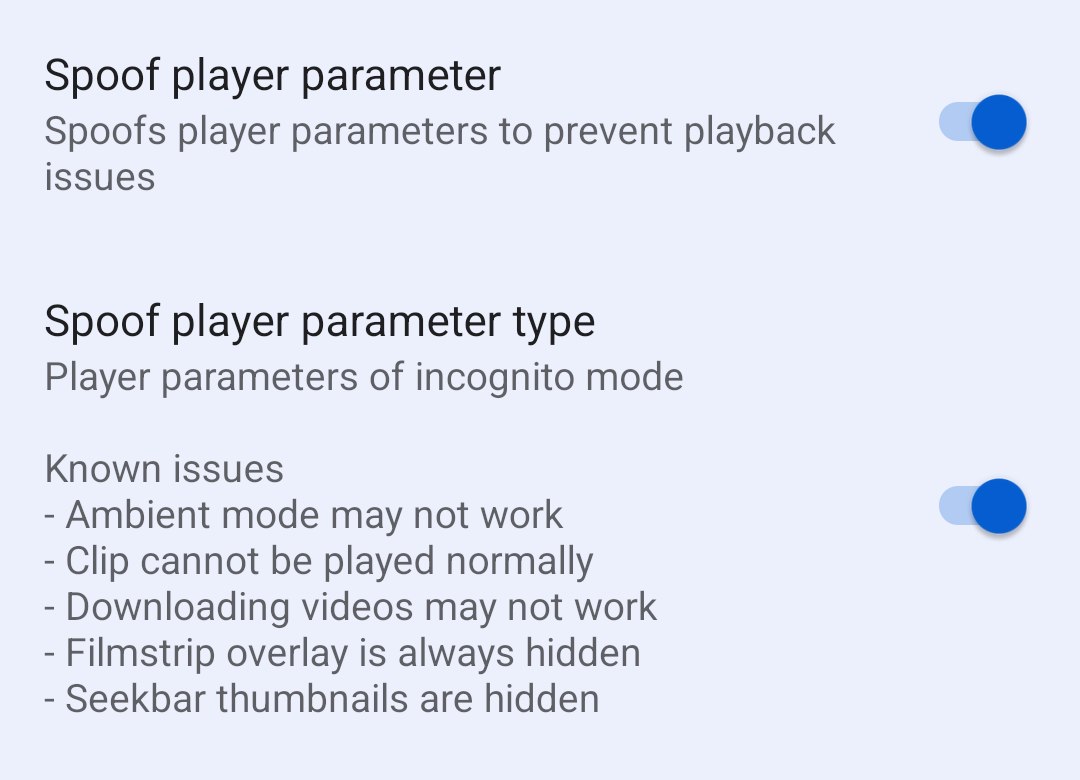 Spoof player parameter
Spoofs player parameters to prevent playback
issues
Spoof player parameter type
Player parameters of incognito mode
Known issues
- Ambient mode may not work
- Clip cannot be played normally
- Downloading videos may not work
- Filmstrip overlay is always hidden
- Seekbar thumbnails are hidden